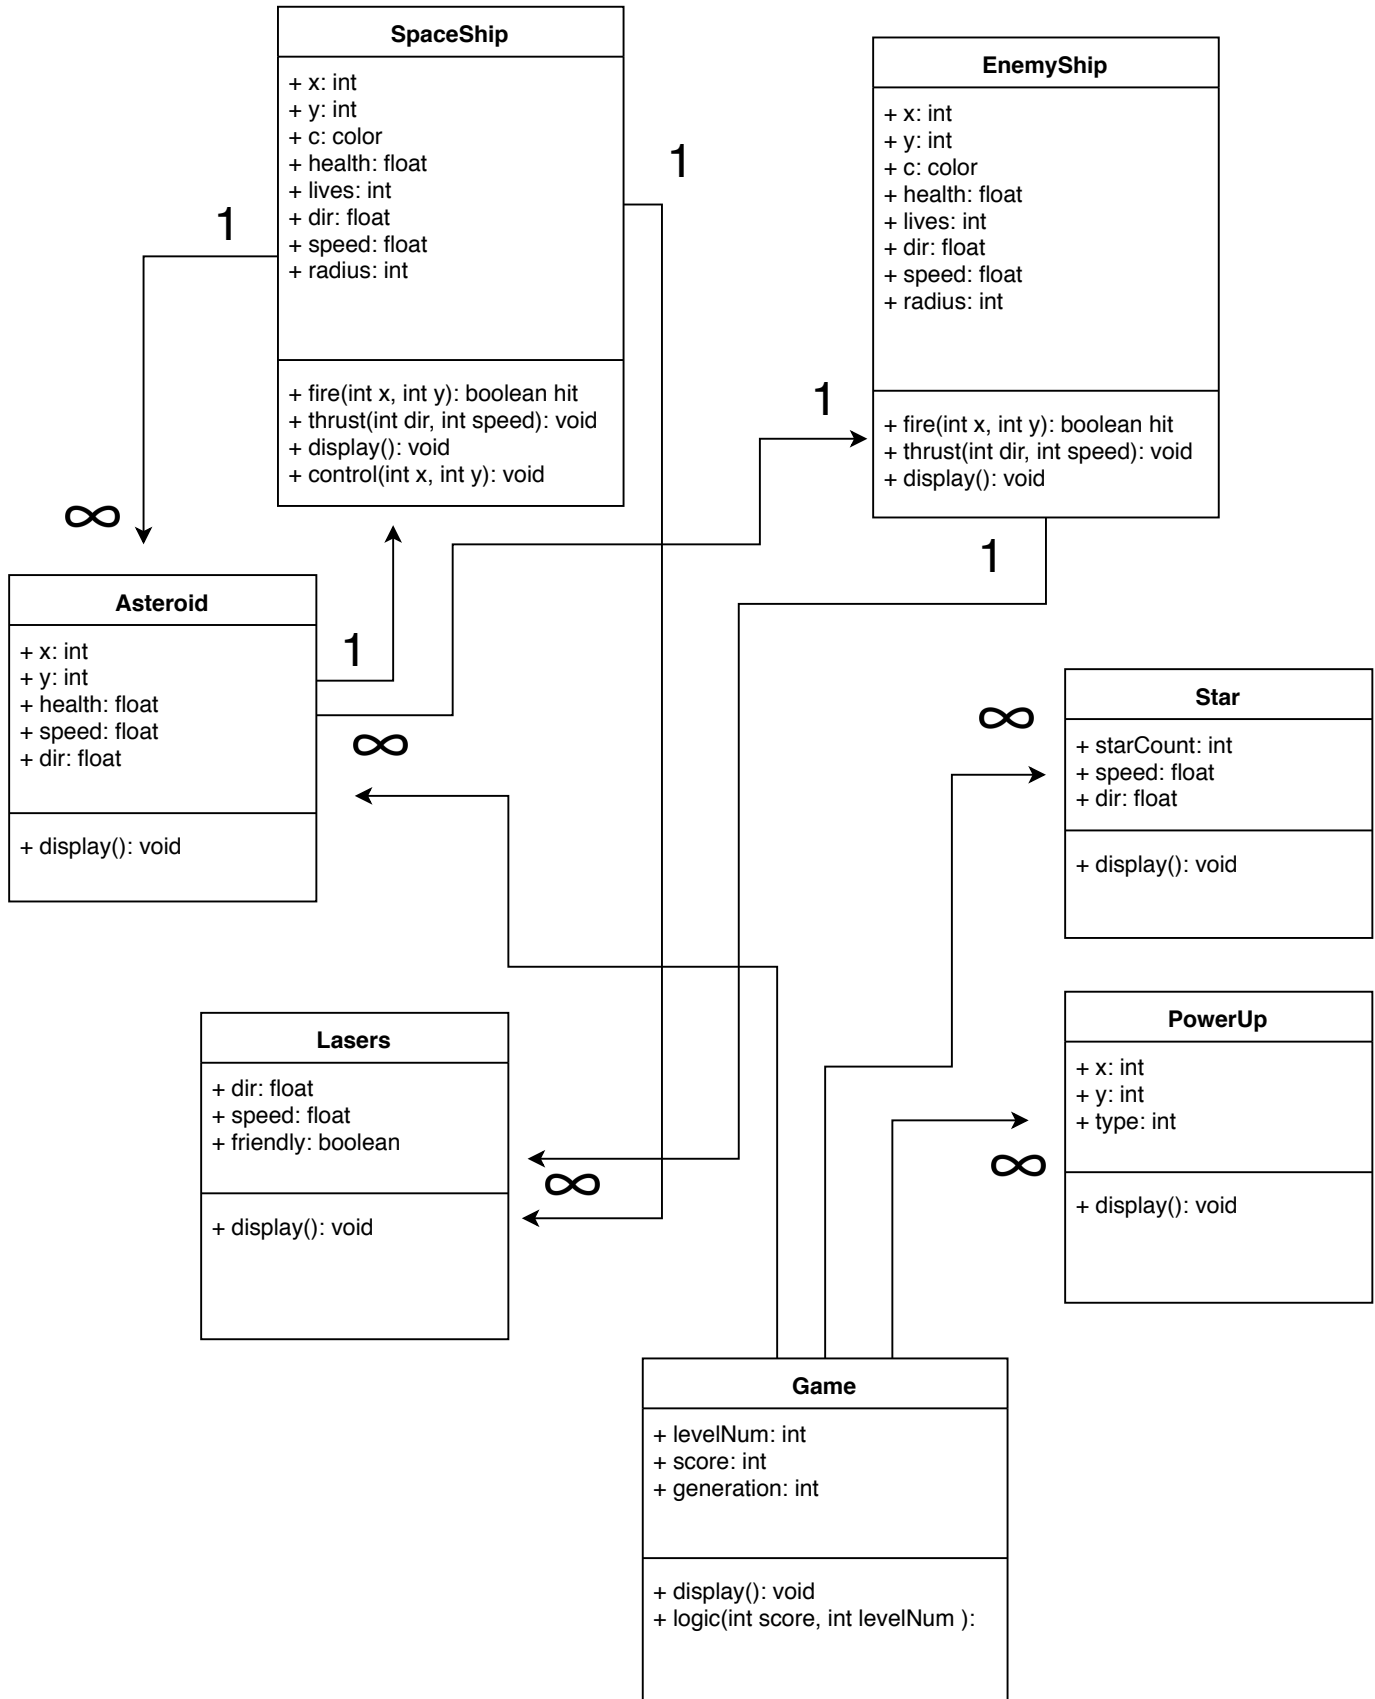 SpaceShip
+ x: int
+ y: int
+ c: color
+ health: float
+ lives: int
+ dir: float
+ speed: float
+ radius: int
+ fire(int x, int y): boolean hit
+ thrust(int dir, int speed): void
+ display(): void
+ control(int x, int y): void
EnemyShip
+ x: int
+ y: int
+ c: color
+ health: float
+ lives: int
+ dir: float
+ speed: float
+ radius: int
+ fire(int x, int y): boolean hit
+ thrust(int dir, int speed): void
+ display(): void
1
1
1
∞
1
Asteroid
+ x: int
+ y: int
+ health: float
+ speed: float
+ dir: float
+ display(): void
1
∞
Star
+ starCount: int
+ speed: float
+ dir: float
+ display(): void
∞
Lasers
+ dir: float
+ speed: float
+ friendly: boolean
+ display(): void
∞
PowerUp
+ x: int
+ y: int
+ type: int
+ display(): void
∞
Game
+ levelNum: int
+ score: int
+ generation: int
+ display(): void
+ logic(int score, int levelNum ):